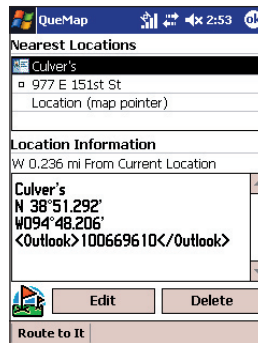 QueMap 2:53 ok
Nearest Locations
Culver's
977 E 151st St
Location (map pointer)
Location Information
W 0.236 mi From Current Location
Culver's
N 38°51.292'
W094°48.206'
<Outlook>100669610</Outlook>
Edit Delete
Route to It